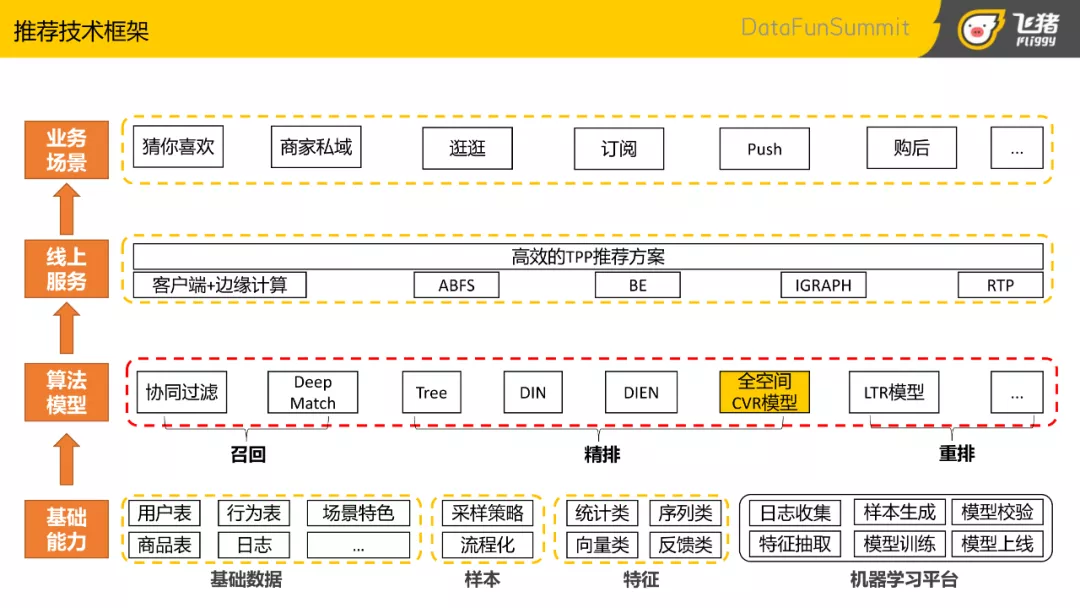 推荐技术框架
DataFunSummit
飞猪
Fliggy
业务
场景
猜你喜欢
商家私域
逛逛
订阅
Push
购后
...
线上
服务
高效的TPP推荐方案
客户端+边缘计算
ABFS
BE
IGRAPH
RTP
算法
模型
协同过滤
Deep
Match
Tree
DIN
DIEN
全空间
CVR模型
LTR模型
...
召回
精排
重排
基础
能力
用户表
行为表
场景特色
商品表
日志
...
基础数据
采样策略
流程化
样本
统计类
序列类
向量类
反馈类
特征
日志收集
样本生成
模型校验
特征抽取
模型训练
模型上线
机器学习平台